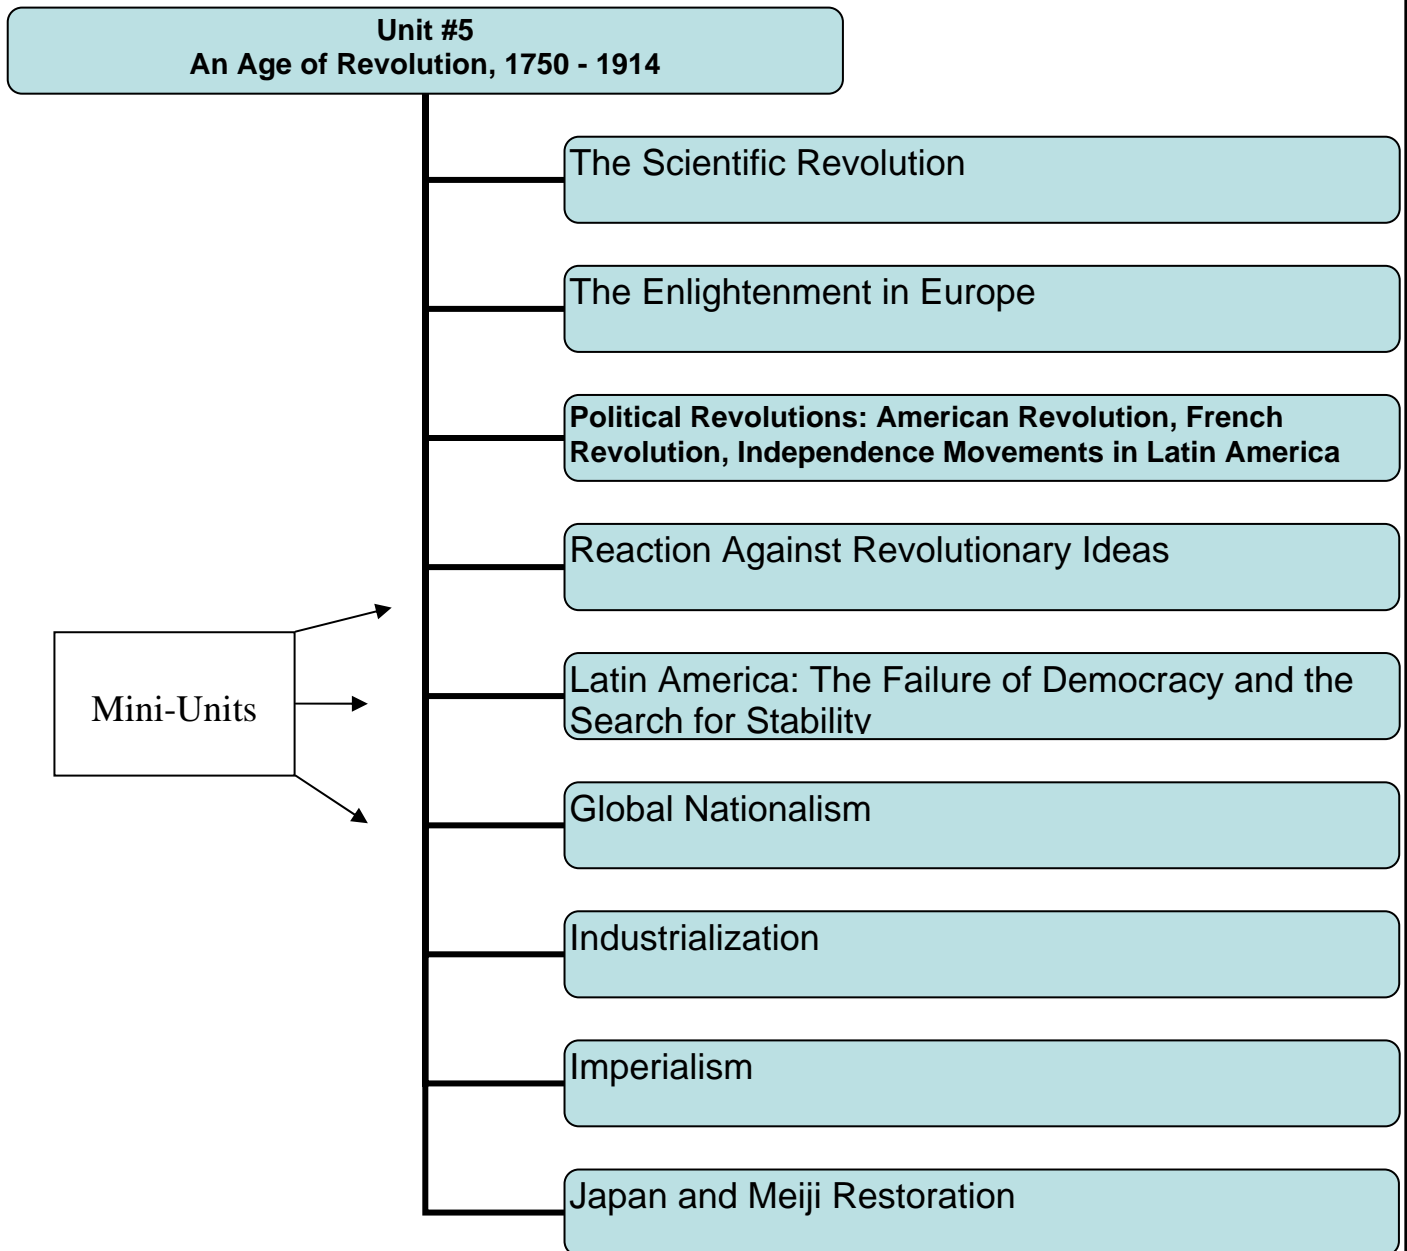 Unit #5
An Age of Revolution, 1750 - 1914
The Scientific Revolution
The Enlightenment in Europe
Political Revolutions: American Revolution, French
Revolution, Independence Movements in Latin America
Reaction Against Revolutionary Ideas
Latin America: The Failure of Democracy and the
Search for Stability
Mini-Units
Global Nationalism
Industrialization
Imperialism
Japan and Meiji Restoration